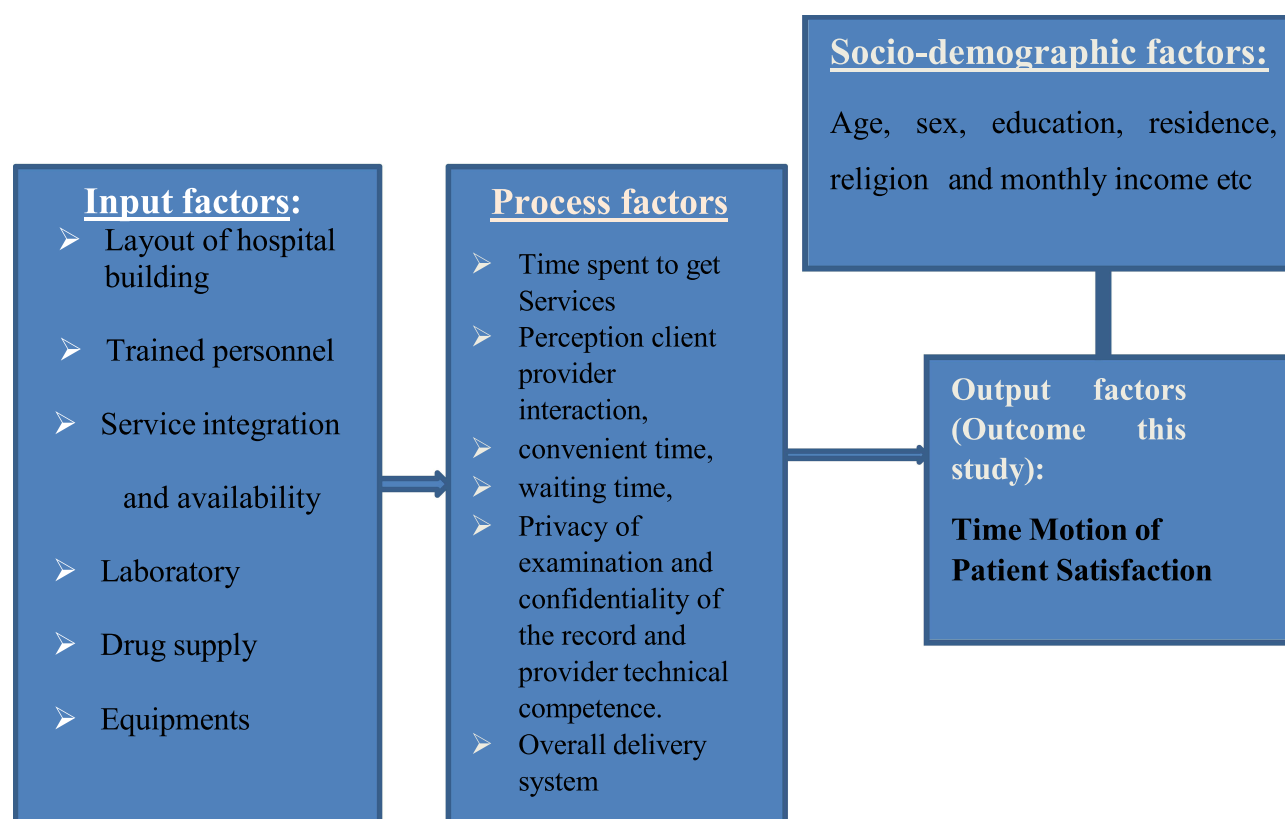 Input factors:
Layout of hospital
building
Trained personnel
Service integration
and availability
Laboratory
Drug supply
Equipments
Process factors
Time spent to get
Services
Perception client
provider
interaction,
convenient time,
waiting time,
Privacy of
examination and
confidentiality of
the record and
provider technical
competence.
Overall delivery
system
Socio-demographic factors:
Age, sex, education, residence,
religion and monthly income etc
Output factors
(Outcome this
study):
Time Motion of
Patient Satisfaction